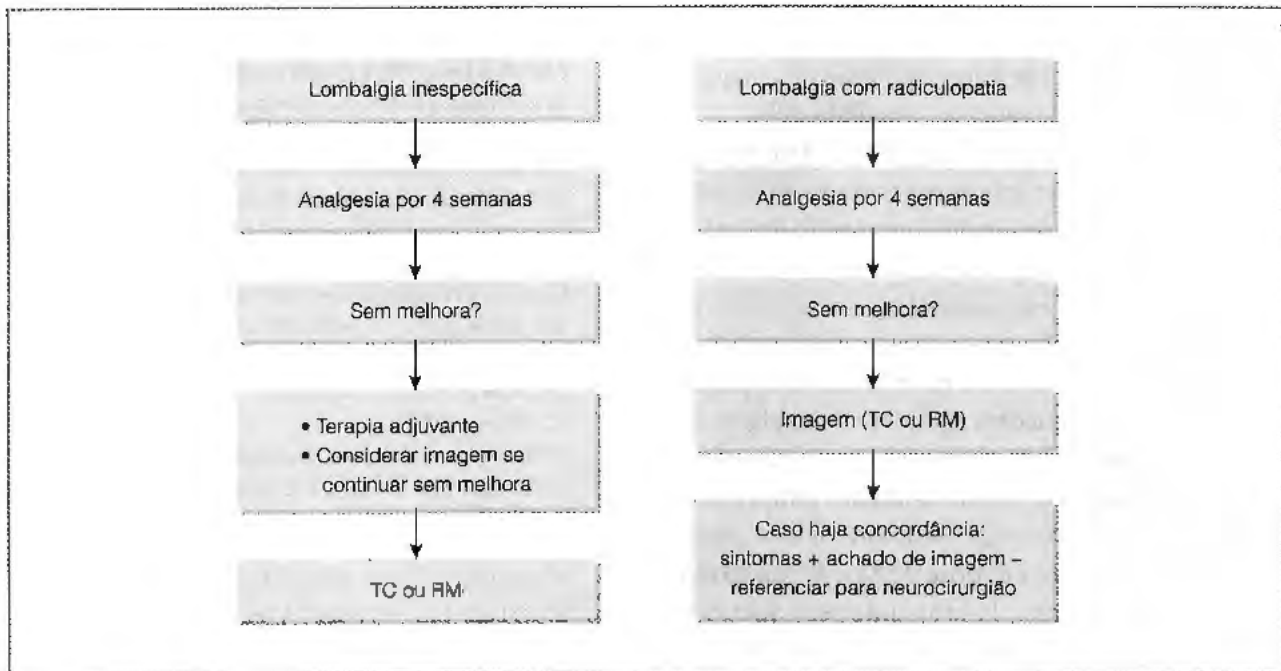 Lombalgia inespecífica
Analgesia por 4 semanas
Sem melhora?
• Terapia adjuvante
• Considerar imagem se
continuar sem melhora
TC ou RM
Lombalgia com radiculopatia
Analgesia por 4 semanas
Sem melhora?
Imagem (TC ou RM)
Caso haja concordância:
sintomas + achado de imagem –
referenciar para neurocirurgião